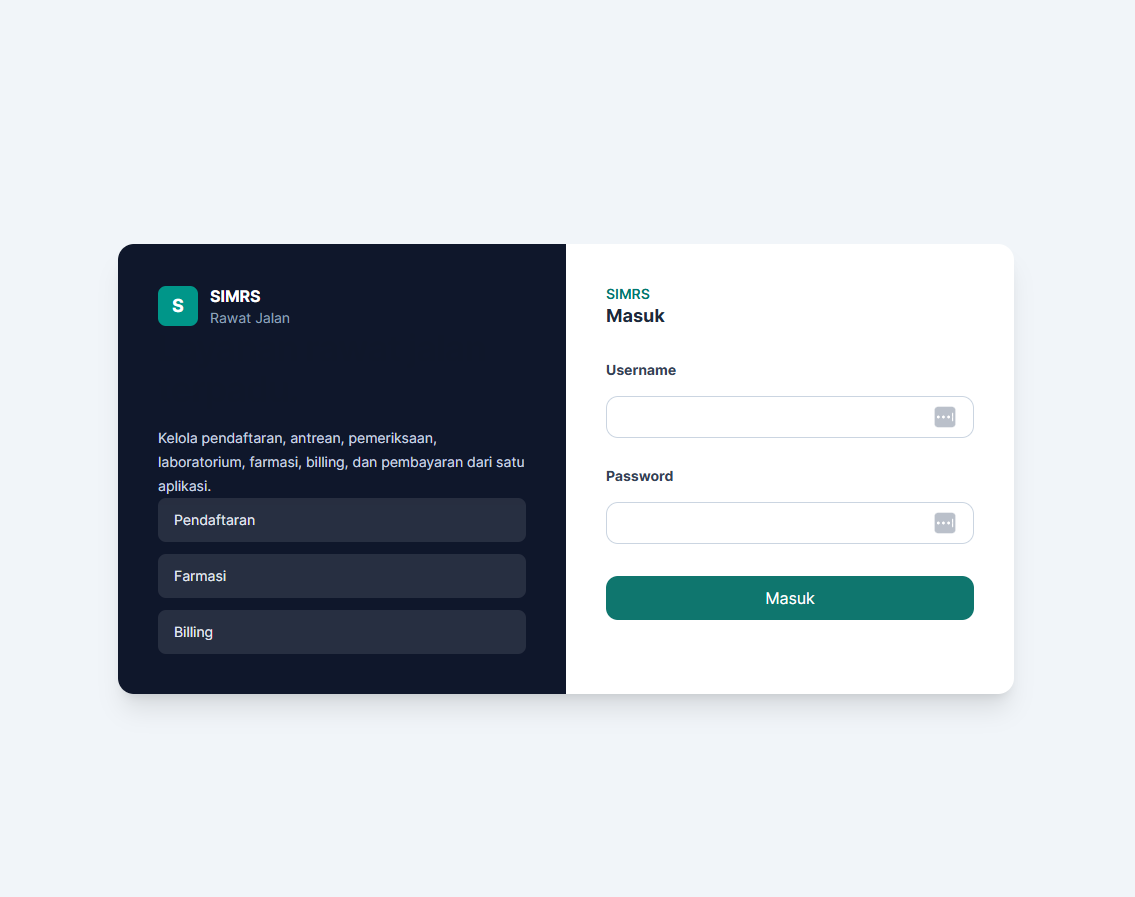 S
SIMRS
Rawat Jalan
Kelola pendaftaran, antrean, pemeriksaan,
laboratorium, farmasi, billing, dan pembayaran dari satu
aplikasi.
Pendaftaran
Farmasi
Billing
SIMRS
Masuk
Username
Password
Masuk